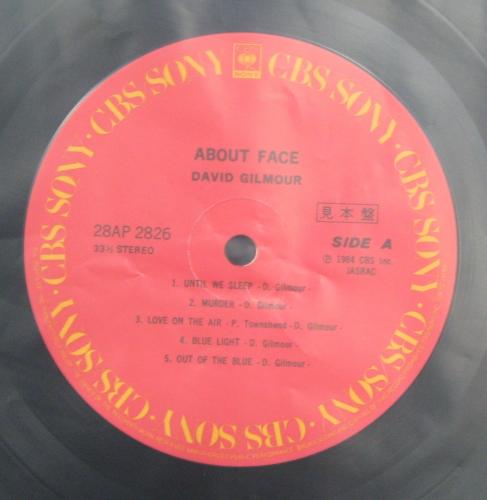 CBS SONY · CBS SONY · CBS SONY · CBS SONY · CBS SONY · CBS SONY · CBS SONY
CBS
SONY
ABOUT FACE
DAVID GILMOUR
見本盤
28AP 2826
SIDE A
33⅓ STEREO
Ⓟ 1984 CBS Inc.
JASRAC
1. UNTIL WE SLEEP - D. Gilmour -
2. MURDER - D. Gilmour -
3. LOVE ON THE AIR - P. Townshend - D. Gilmour -
4. BLUE LIGHT - D. Gilmour -
5. OUT OF THE BLUE - D. Gilmour -